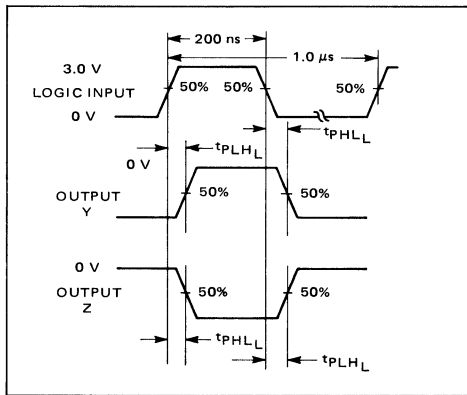 200 ns
1.0 μs
3.0 V
LOGIC INPUT
0 V
50%
50%
50%
tPHLL
tPLHL
0 V
50%
OUTPUT
Y
50%
0 V
OUTPUT
Z
50%
50%
tPHLL
tPLHL